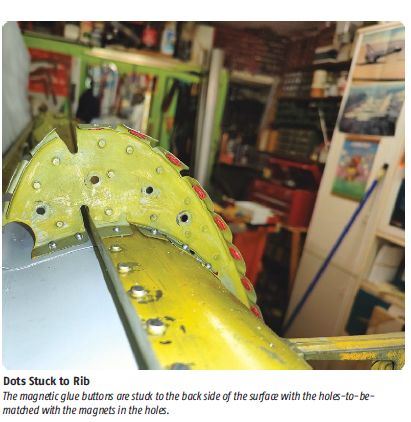 Dots Stuck to Rib
The magnetic glue buttons are stuck to the back side of the surface with the holes-to-be-
matched with the magnets in the holes.